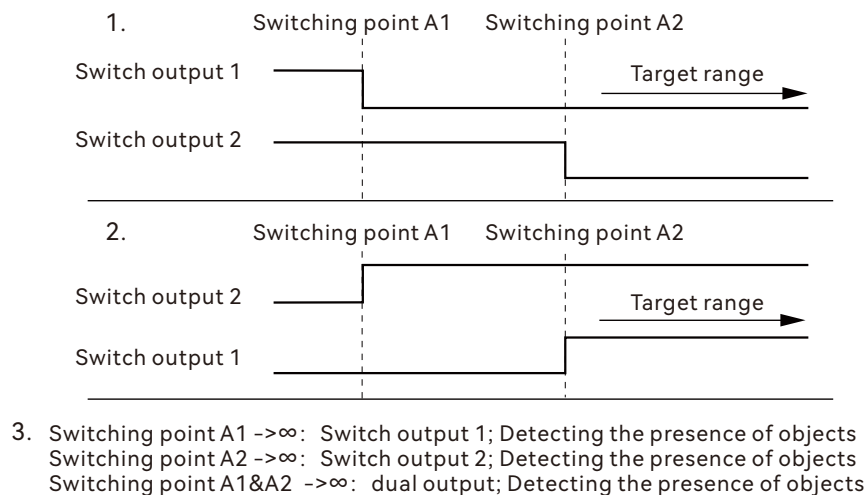 1.
Switching point A1 Switching point A2
Switch output 1
Target range
Switch output 2
2.
Switching point A1 Switching point A2
Switch output 2
Target range
Switch output 1
3. Switching point A1 ->∞: Switch output 1; Detecting the presence of objects
Switching point A2 ->∞: Switch output 2; Detecting the presence of objects
Switching point A1&A2 ->∞: dual output; Detecting the presence of objects